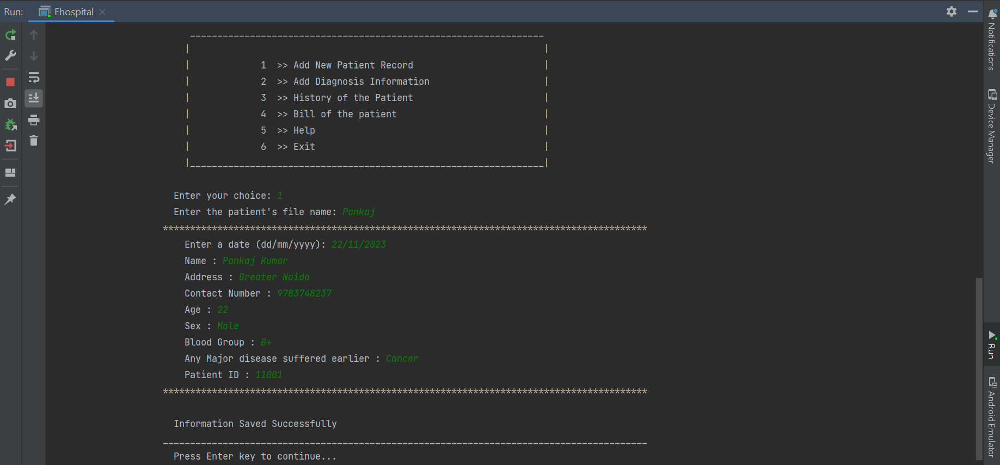 Run: Ehospital
_________________________________________________________________
| |
| 1 >> Add New Patient Record |
| 2 >> Add Diagnosis Information |
| 3 >> History of the Patient |
| 4 >> Bill of the patient |
| 5 >> Help |
| 6 >> Exit |
|_________________________________________________________________|
Enter your choice: 1
Enter the patient's file name: Pankaj
*****************************************************************************************
Enter a date (dd/mm/yyyy): 22/11/2023
Name : Pankaj Kumar
Address : Greater Noida
Contact Number : 9783748237
Age : 22
Sex : Male
Blood Group : B+
Any Major disease suffered earlier : Cancer
Patient ID : 11001
*****************************************************************************************
Information Saved Successfully
_________________________________________________________________________________________
Press Enter key to continue...
Notifications
Device Manager
Run
Android Emulator